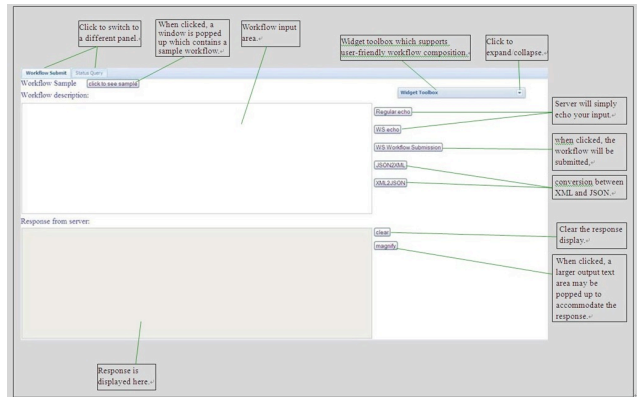 Click to switch to
a different panel.
When clicked, a
window is popped
up which contains a
sample workflow.
Workflow input
area.
Widget toolbox which supports
user-friendly workflow composition.
Click to
expand/collapse.
Workflow Submit
Status Query
Workflow Sample
click to see sample
Widget Toolbox
Workflow description:
Regular echo
WS echo
WS Workflow Submission
JSON2XML
XML2JSON
Server will simply
echo your input.
when clicked, the
workflow will be
submitted,
conversion between
XML and JSON.
Response from server:
clear
magnify
Clear the response
display.
When clicked, a
larger output text
area may be
popped up to
accommodate the
response.
Response is
displayed here.